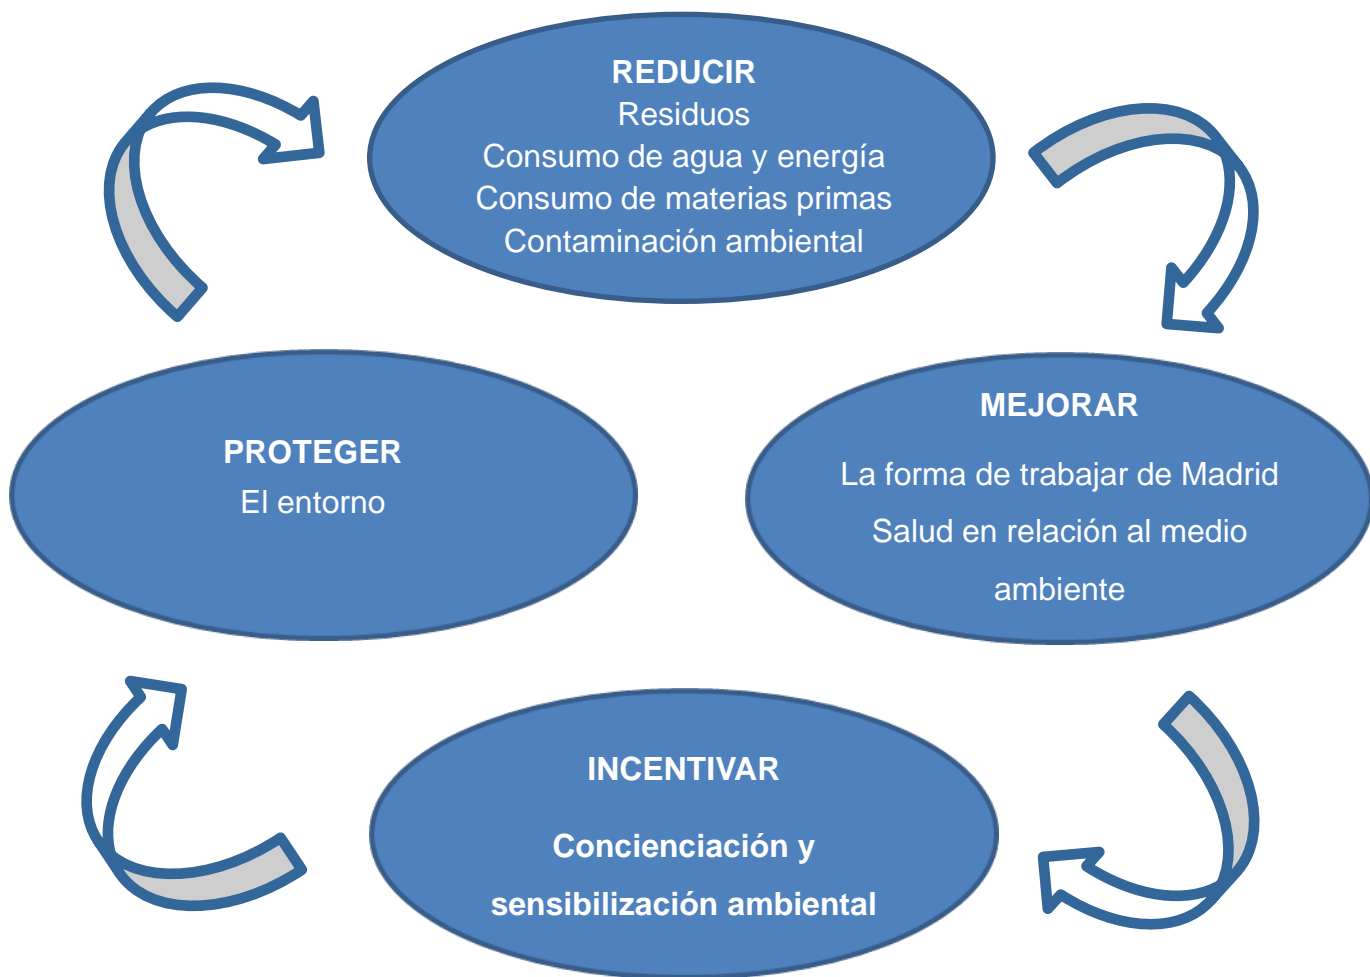 REDUCIR
Residuos
Consumo de agua y energía
Consumo de materias primas
Contaminación ambiental
PROTEGER
El entorno
MEJORAR
La forma de trabajar de Madrid
Salud en relación al medio
ambiente
INCENTIVAR
Concienciación y
sensibilización ambiental